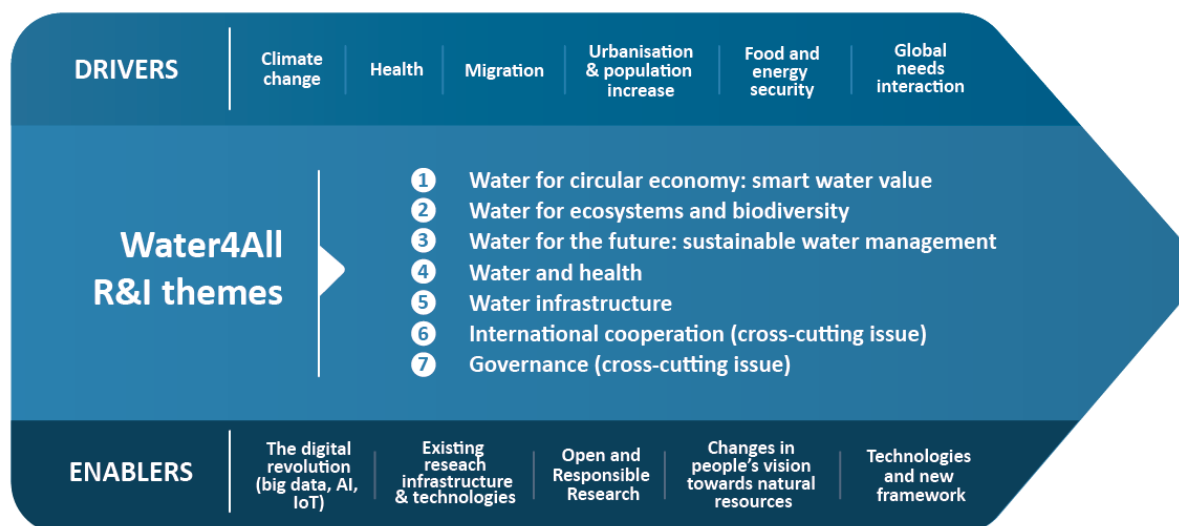 DRIVERS
Climate
change
Health
Migration
Urbanisation
& population
increase
Food and
energy
security
Global
needs
interaction
Water4All
R&I themes
1 Water for circular economy: smart water value
2 Water for ecosystems and biodiversity
3 Water for the future: sustainable water management
4 Water and health
5 Water infrastructure
6 International cooperation (cross-cutting issue)
7 Governance (cross-cutting issue)
ENABLERS
The digital
revolution
(big data, AI,
IoT)
Existing
reseach
infrastructure
& technologies
Open and
Responsible
Research
Changes in
people’s vision
towards natural
resources
Technologies
and new
framework